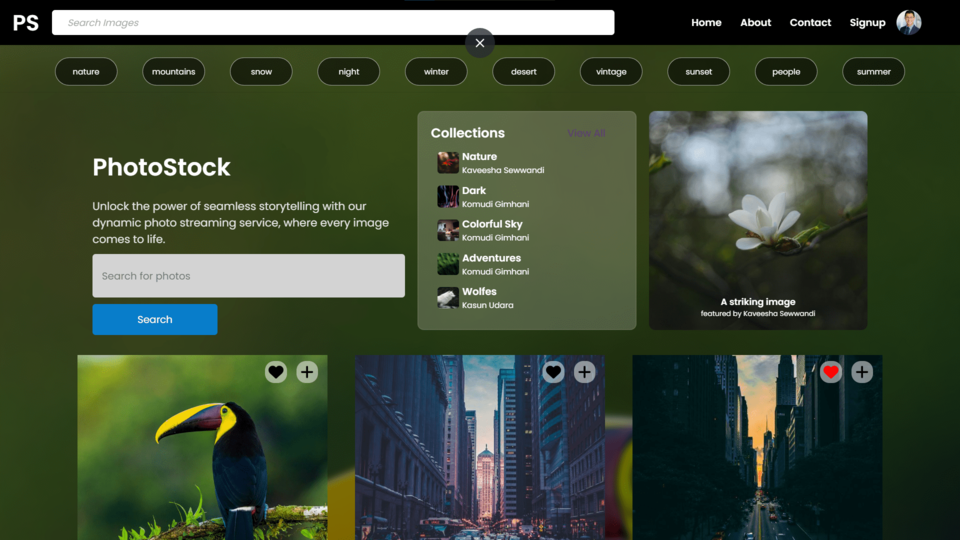 PS
Search Images
Home
About
Contact
Signup
nature
mountains
snow
night
winter
desert
vintage
sunset
people
summer
PhotoStock
Unlock the power of seamless storytelling with our
dynamic photo streaming service, where every image
comes to life.
Search for photos
Search
Collections
View All
Nature
Kaveesha Sewwandi
Dark
Komudi Gimhani
Colorful Sky
Komudi Gimhani
Adventures
Komudi Gimhani
Wolfes
Kasun Udara
A striking image
featured by Kaveesha Sewwandi